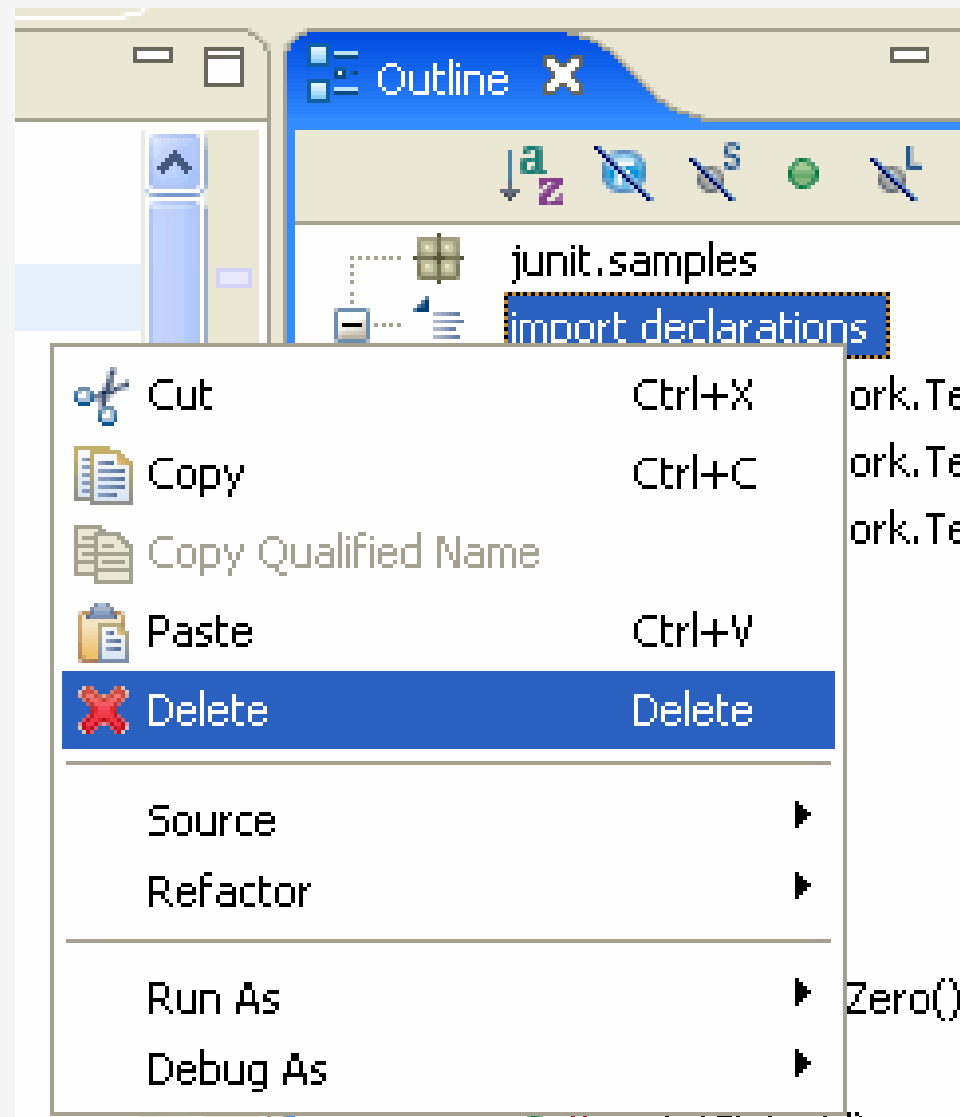 Outline
junit.samples
import declarations
Cut Ctrl+X
ork.Te
Copy Ctrl+C
ork.Te
Copy Qualified Name
ork.Te
Paste Ctrl+V
Delete Delete
Source
Refactor
Run As
Zero()
Debug As